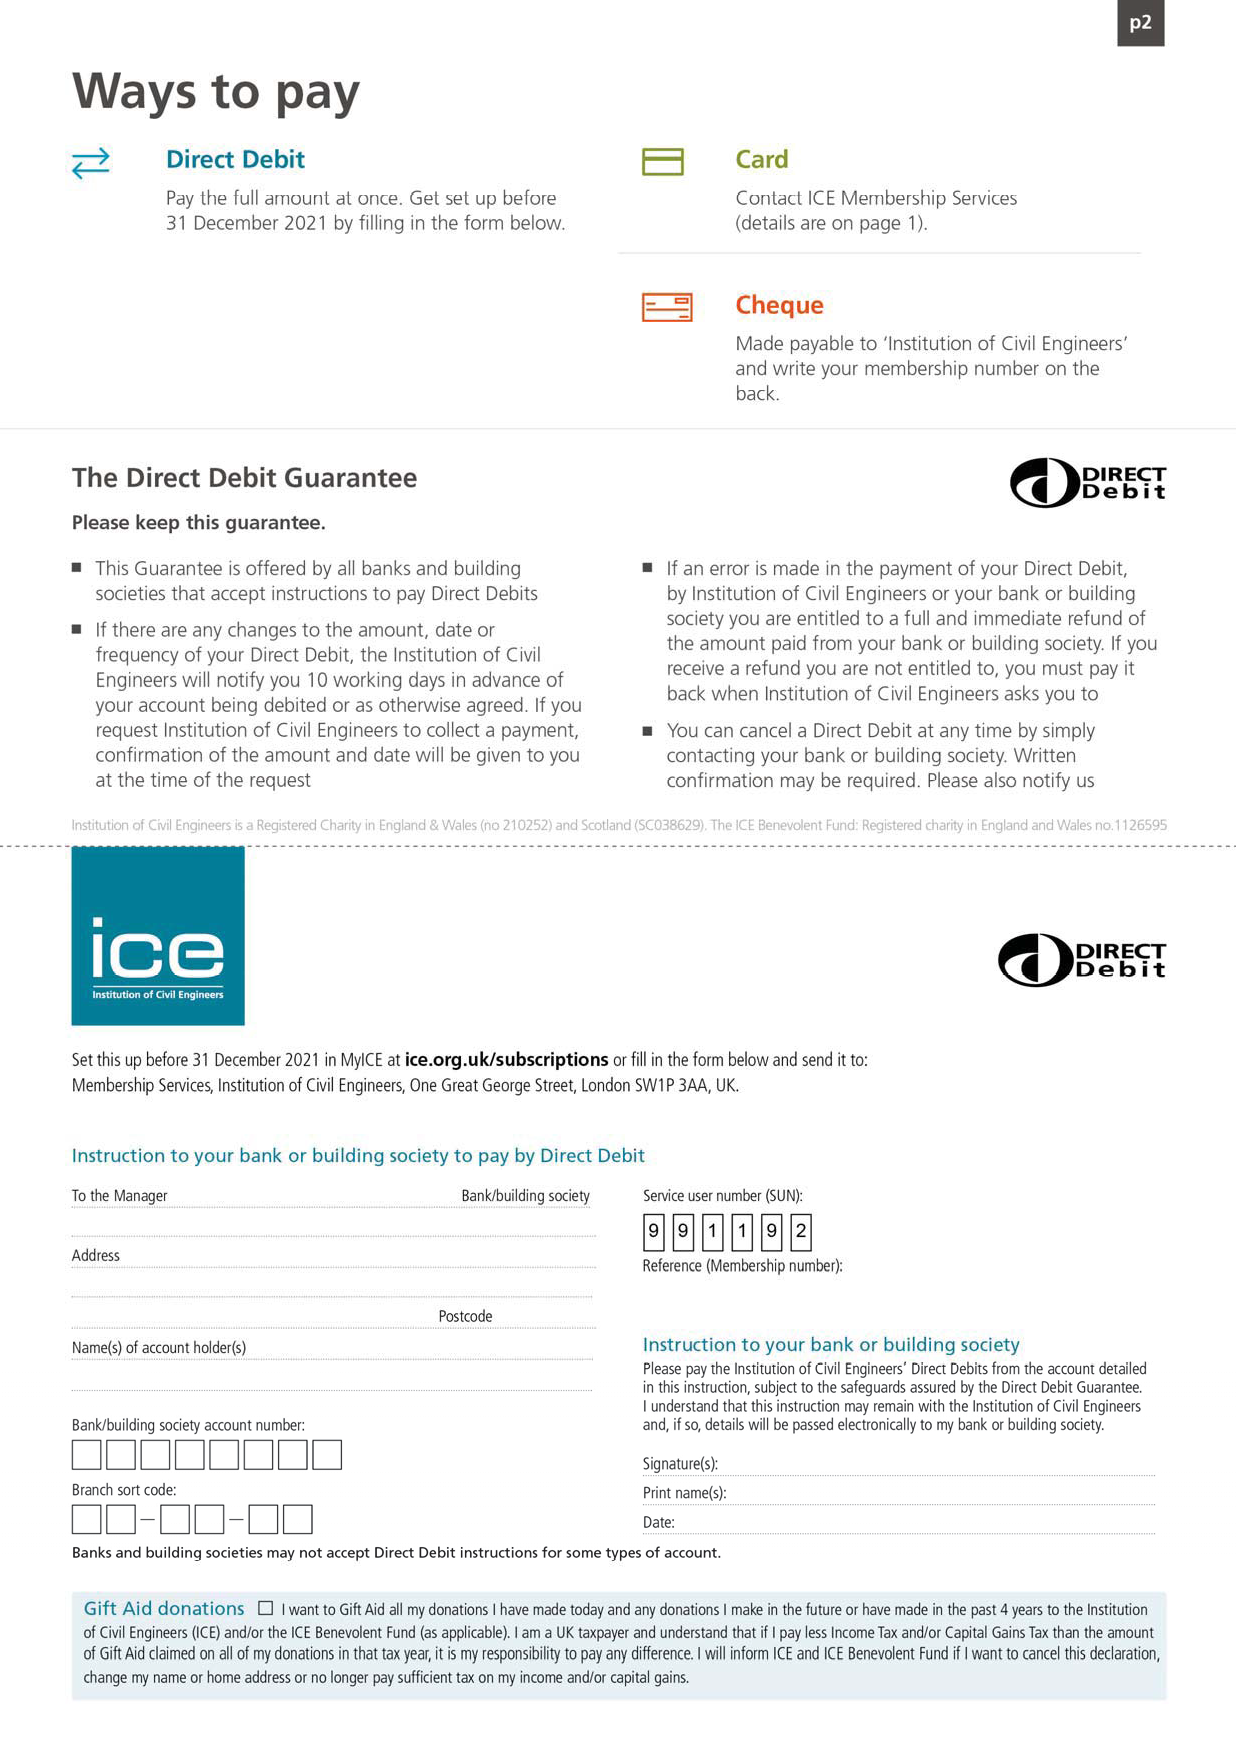 p2
Ways to pay
Direct Debit
Pay the full amount at once. Get set up before
31 December 2021 by filling in the form below.
Card
Contact ICE Membership Services
(details are on page 1).
Cheque
Made payable to ‘Institution of Civil Engineers’
and write your membership number on the
back.
The Direct Debit Guarantee
DIRECT
Debit
Please keep this guarantee.
■ This Guarantee is offered by all banks and building
societies that accept instructions to pay Direct Debits
■ If there are any changes to the amount, date or
frequency of your Direct Debit, the Institution of Civil
Engineers will notify you 10 working days in advance of
your account being debited or as otherwise agreed. If you
request Institution of Civil Engineers to collect a payment,
confirmation of the amount and date will be given to you
at the time of the request
■ If an error is made in the payment of your Direct Debit,
by Institution of Civil Engineers or your bank or building
society you are entitled to a full and immediate refund of
the amount paid from your bank or building society. If you
receive a refund you are not entitled to, you must pay it
back when Institution of Civil Engineers asks you to
■ You can cancel a Direct Debit at any time by simply
contacting your bank or building society. Written
confirmation may be required. Please also notify us
Institution of Civil Engineers is a Registered Charity in England & Wales (no 210252) and Scotland (SC038629). The ICE Benevolent Fund: Registered charity in England and Wales no.1126595
ice
Institution of Civil Engineers
DIRECT
Debit
Set this up before 31 December 2021 in MyICE at ice.org.uk/subscriptions or fill in the form below and send it to:
Membership Services, Institution of Civil Engineers, One Great George Street, London SW1P 3AA, UK.
Instruction to your bank or building society to pay by Direct Debit
To the Manager Bank/building society
Address
Postcode
Name(s) of account holder(s)
Bank/building society account number:
Branch sort code:
Banks and building societies may not accept Direct Debit instructions for some types of account.
Service user number (SUN):
9 9 1 1 9 2
Reference (Membership number):
Instruction to your bank or building society
Please pay the Institution of Civil Engineers’ Direct Debits from the account detailed
in this instruction, subject to the safeguards assured by the Direct Debit Guarantee.
I understand that this instruction may remain with the Institution of Civil Engineers
and, if so, details will be passed electronically to my bank or building society.
Signature(s):
Print name(s):
Date:
Gift Aid donations ☐ I want to Gift Aid all my donations I have made today and any donations I make in the future or have made in the past 4 years to the Institution
of Civil Engineers (ICE) and/or the ICE Benevolent Fund (as applicable). I am a UK taxpayer and understand that if I pay less Income Tax and/or Capital Gains Tax than the amount
of Gift Aid claimed on all of my donations in that tax year, it is my responsibility to pay any difference. I will inform ICE and ICE Benevolent Fund if I want to cancel this declaration,
change my name or home address or no longer pay sufficient tax on my income and/or capital gains.